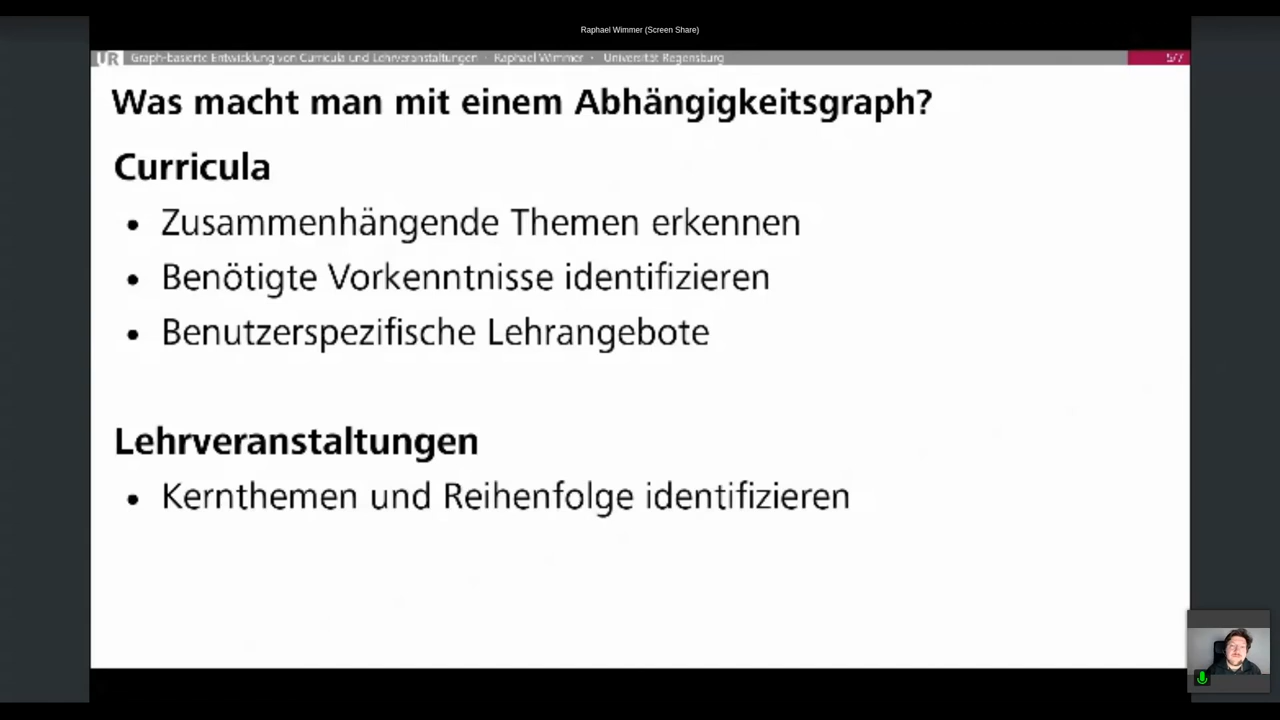 Raphael Wimmer (Screen Share)
UR Graph-basierte Entwicklung von Curricula und Lehrveranstaltungen · Raphael Wimmer · Universität Regensburg 5/7
Was macht man mit einem Abhängigkeitsgraph?
Curricula
• Zusammenhängende Themen erkennen
• Benötigte Vorkenntnisse identifizieren
• Benutzerspezifische Lehrangebote
Lehrveranstaltungen
• Kernthemen und Reihenfolge identifizieren